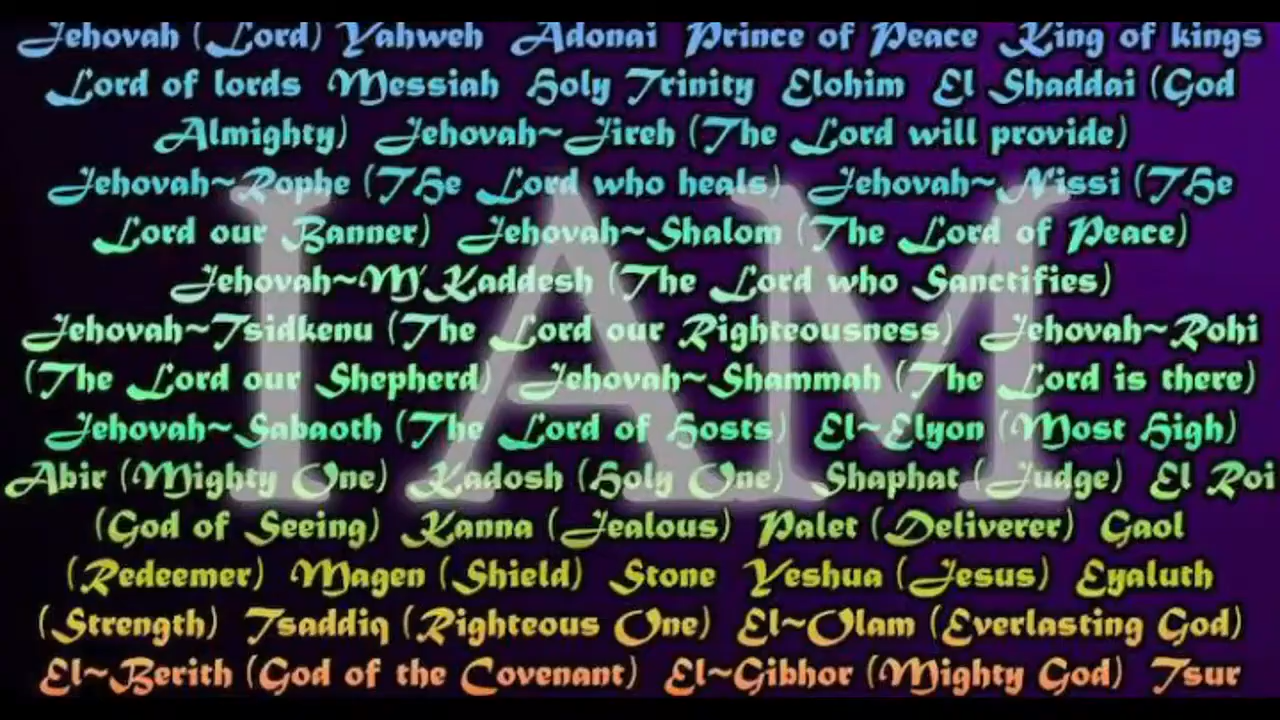 Jehovah (Lord) Yahweh Adonai Prince of Peace King of kings
Lord of lords Messiah Holy Trinity Elohim El Shaddai (God
Almighty) Jehovah~Jireh (The Lord will provide)
Jehovah~Rophe (THe Lord who heals) Jehovah~Nissi (THe
Lord our Banner) Jehovah~Shalom (The Lord of Peace)
Jehovah~M'Kaddesh (The Lord who Sanctifies)
Jehovah~Tsidkenu (The Lord our Righteousness) Jehovah~Rohi
(The Lord our Shepherd) Jehovah~Shammah (The Lord is there)
Jehovah~Sabaoth (The Lord of Hosts) El~Elyon (Most High)
Abir (Mighty One) Kadosh (Holy One) Shaphat (Judge) El Roi
(God of Seeing) Kanna (Jealous) Palet (Deliverer) Gaol
(Redeemer) Magen (Shield) Stone Yeshua (Jesus) Eyaluth
(Strength) Tsaddiq (Righteous One) El~Olam (Everlasting God)
El~Berith (God of the Covenant) El~Gibhor (Mighty God) Tsur
I AM